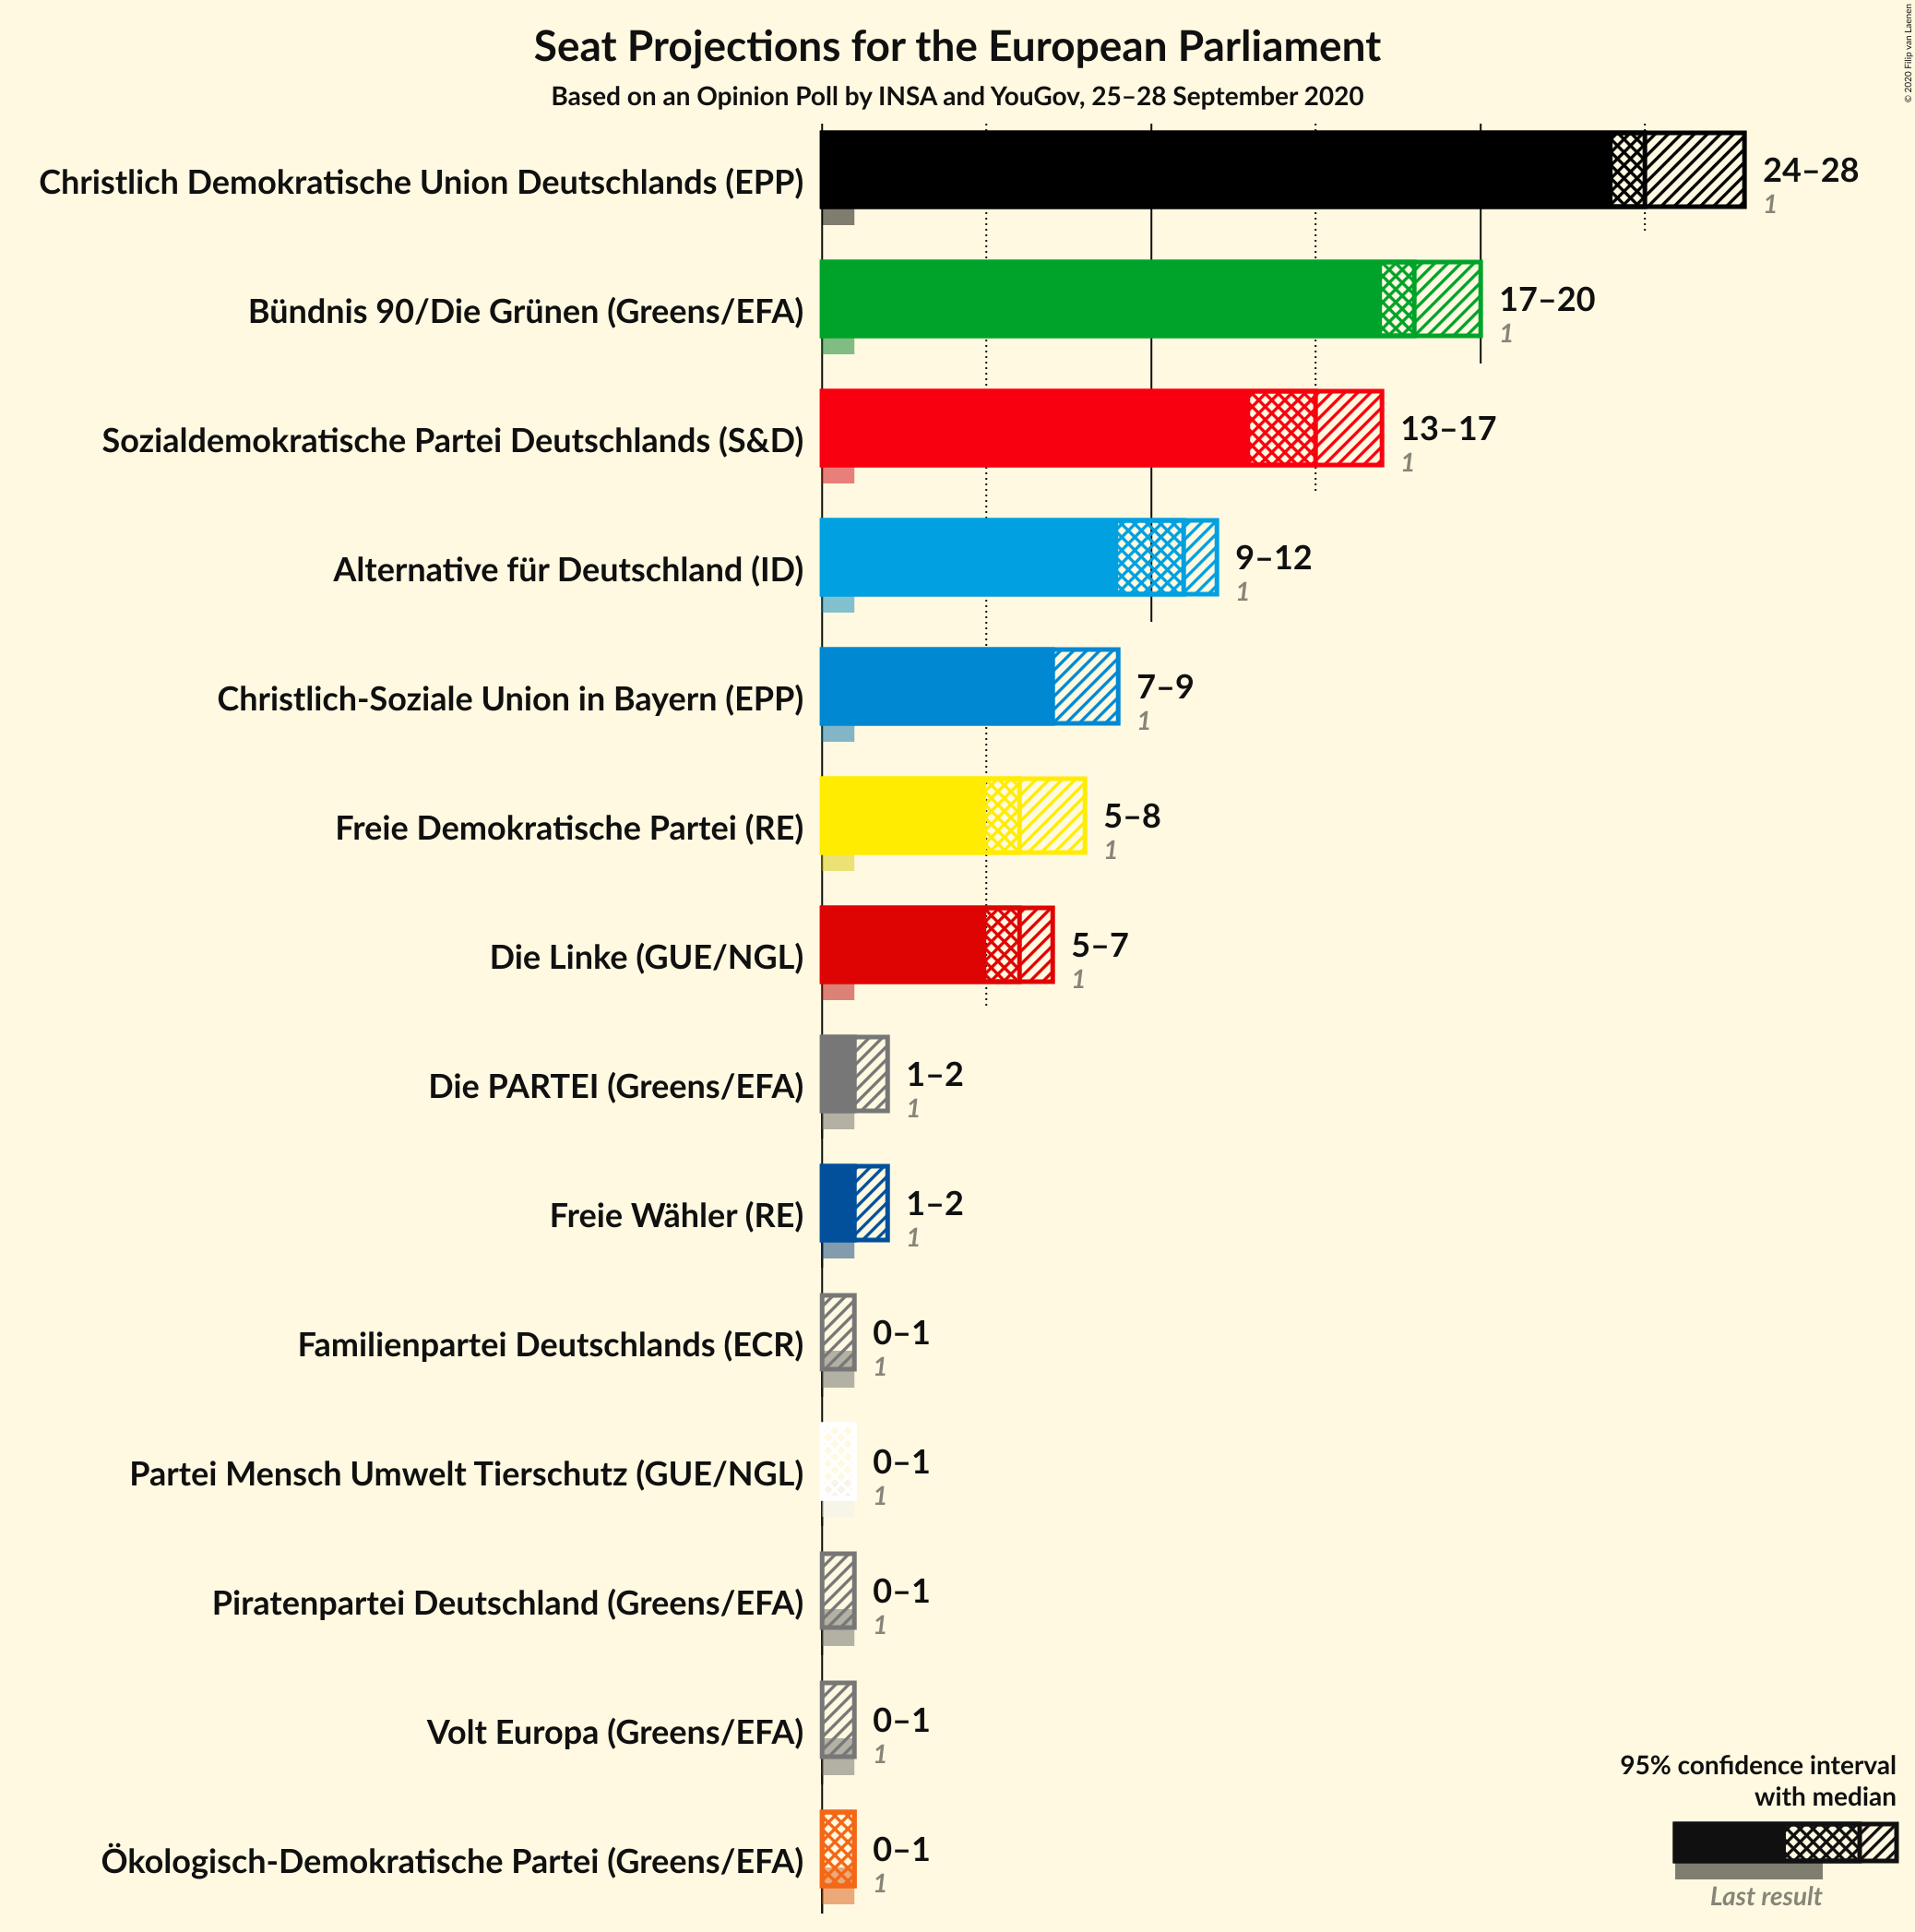 Seat Projections for the European Parliament
Based on an Opinion Poll by INSA and YouGov, 25–28 September 2020
© 2020 Filip van Laenen
Christlich Demokratische Union Deutschlands (EPP)
24–28
1
Bündnis 90/Die Grünen (Greens/EFA)
17–20
1
Sozialdemokratische Partei Deutschlands (S&D)
13–17
1
Alternative für Deutschland (ID)
9–12
1
Christlich-Soziale Union in Bayern (EPP)
7–9
1
Freie Demokratische Partei (RE)
5–8
1
Die Linke (GUE/NGL)
5–7
1
Die PARTEI (Greens/EFA)
1–2
1
Freie Wähler (RE)
1–2
1
Familienpartei Deutschlands (ECR)
0–1
1
Partei Mensch Umwelt Tierschutz (GUE/NGL)
0–1
1
Piratenpartei Deutschland (Greens/EFA)
0–1
1
Volt Europa (Greens/EFA)
0–1
1
Ökologisch-Demokratische Partei (Greens/EFA)
0–1
1
95% confidence interval
with median
Last result